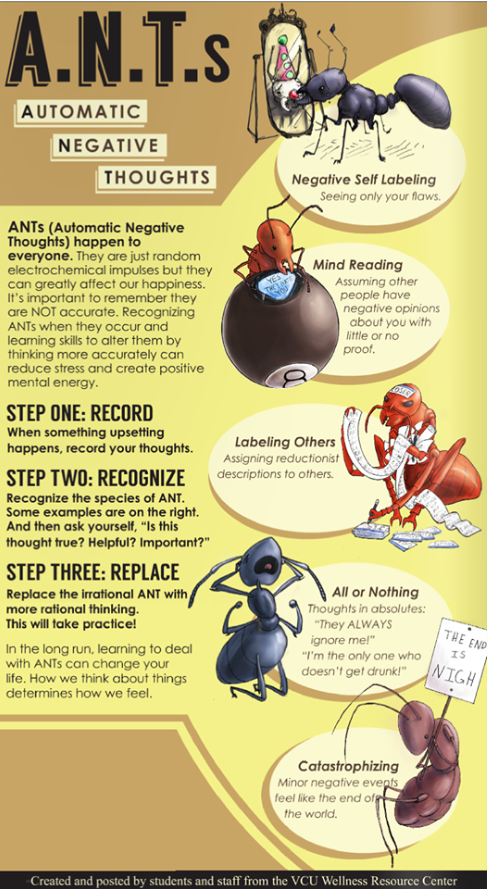 A.N.T.s
AUTOMATIC
NEGATIVE
THOUGHTS
ANTs (Automatic Negative
Thoughts) happen to
everyone. They are just random
electrochemical impulses but they
can greatly affect our happiness.
It's important to remember they
are NOT accurate. Recognizing
ANTs when they occur and
learning skills to alter them by
thinking more accurately can
reduce stress and create positive
mental energy.
STEP ONE: RECORD
When something upsetting
happens, record your thoughts.
STEP TWO: RECOGNIZE
Recognize the species of ANT.
Some examples are on the right.
And then ask yourself, "Is this
thought true? Helpful? Important?"
STEP THREE: REPLACE
Replace the irrational ANT with
more rational thinking.
This will take practice!
In the long run, learning to deal
with ANTs can change your
life. How we think about things
determines how we feel.
Negative Self Labeling
Seeing only your flaws.
YES
8
Mind Reading
Assuming other
people have
negative opinions
about you with
little or no
proof.
Labeling Others
Assigning reductionist
descriptions to others.
All or Nothing
Thoughts in absolutes:
"They ALWAYS
ignore me!"
"I'm the only one who
doesn't get drunk!"
THE END
IS
NIGH
Catastrophizing
Minor negative events
feel like the end of
the world.
Created and posted by students and staff from the VCU Wellness Resource Center